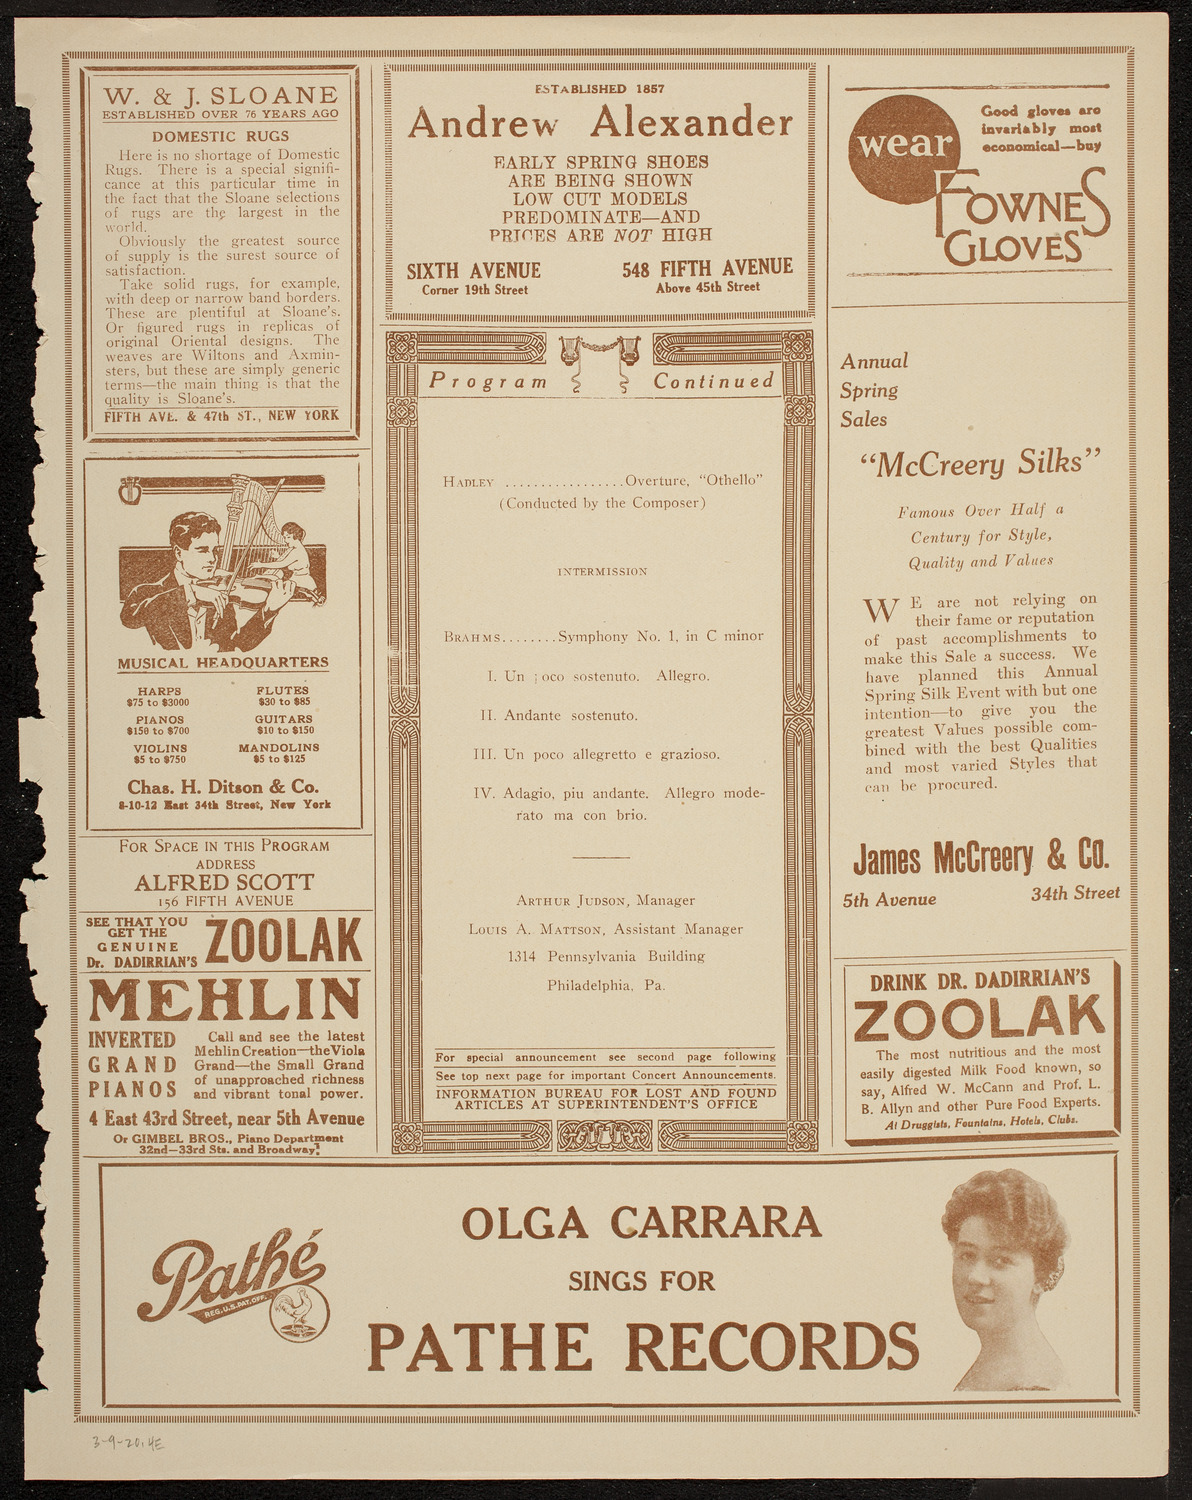 W. & J. SLOANE
ESTABLISHED OVER 76 YEARS AGO
DOMESTIC RUGS
Here is no shortage of Domestic
Rugs. There is a special signifi-
cance at this particular time in
the fact that the Sloane selections
of rugs are the largest in the
world.
Obviously the greatest source
of supply is the surest source of
satisfaction.
Take solid rugs, for example,
with deep or narrow band borders.
These are plentiful at Sloane's.
Or figured rugs in replicas of
original Oriental designs. The
weaves are Wiltons and Axmin-
sters, but these are simply generic
terms—the main thing is that the
quality is Sloane's.
FIFTH AVE. & 47th ST., NEW YORK
MUSICAL HEADQUARTERS
HARPS
$75 to $3000
FLUTES
$30 to $85
PIANOS
$150 to $700
GUITARS
$10 to $150
VIOLINS
$5 to $750
MANDOLINS
$5 to $125
Chas. H. Ditson & Co.
8-10-12 East 34th Street, New York
FOR SPACE IN THIS PROGRAM
ADDRESS
ALFRED SCOTT
156 FIFTH AVENUE
SEE THAT YOU
GET THE
GENUINE
Dr. DADIRRIAN'S
ZOOLAK
MEHLIN
INVERTED
GRAND
PIANOS
Call and see the latest
Mehlin Creation—the Viola
Grand—the Small Grand
of unapproached richness
and vibrant tonal power.
4 East 43rd Street, near 5th Avenue
Or GIMBEL BROS., Piano Department
32nd—33rd Sts. and Broadway
ESTABLISHED 1857
Andrew Alexander
EARLY SPRING SHOES
ARE BEING SHOWN
LOW CUT MODELS
PREDOMINATE—AND
PRICES ARE NOT HIGH
SIXTH AVENUE
Corner 19th Street
548 FIFTH AVENUE
Above 45th Street
Program Continued
HADLEY .................Overture, "Othello"
(Conducted by the Composer)
INTERMISSION
BRAHMS........Symphony No. 1, in C minor
I. Un poco sostenuto. Allegro.
II. Andante sostenuto.
III. Un poco allegretto e grazioso.
IV. Adagio, piu andante. Allegro mode-
rato ma con brio.
ARTHUR JUDSON, Manager
LOUIS A. MATTSON, Assistant Manager
1314 Pennsylvania Building
Philadelphia, Pa.
For special announcement see second page following
See top next page for important Concert Announcements.
INFORMATION BUREAU FOR LOST AND FOUND
ARTICLES AT SUPERINTENDENT'S OFFICE
wear
Good gloves are
invariably most
economical—buy
FOWNES
GLOVES
Annual
Spring
Sales
"McCreery Silks"
Famous Over Half a
Century for Style,
Quality and Values
WE are not relying on
their fame or reputation
of past accomplishments to
make this Sale a success. We
have planned this Annual
Spring Silk Event with but one
intention—to give you the
greatest Values possible com-
bined with the best Qualities
and most varied Styles that
can be procured.
James McCreery & Co.
5th Avenue
34th Street
DRINK DR. DADIRRIAN'S
ZOOLAK
The most nutritious and the most
easily digested Milk Food known, so
say, Alfred W. McCann and Prof. L.
B. Allyn and other Pure Food Experts.
At Druggists, Fountains, Hotels, Clubs.
Pathé
REG. U.S. PAT. OFF.
OLGA CARRARA
SINGS FOR
PATHE RECORDS
3-9-20, 4E